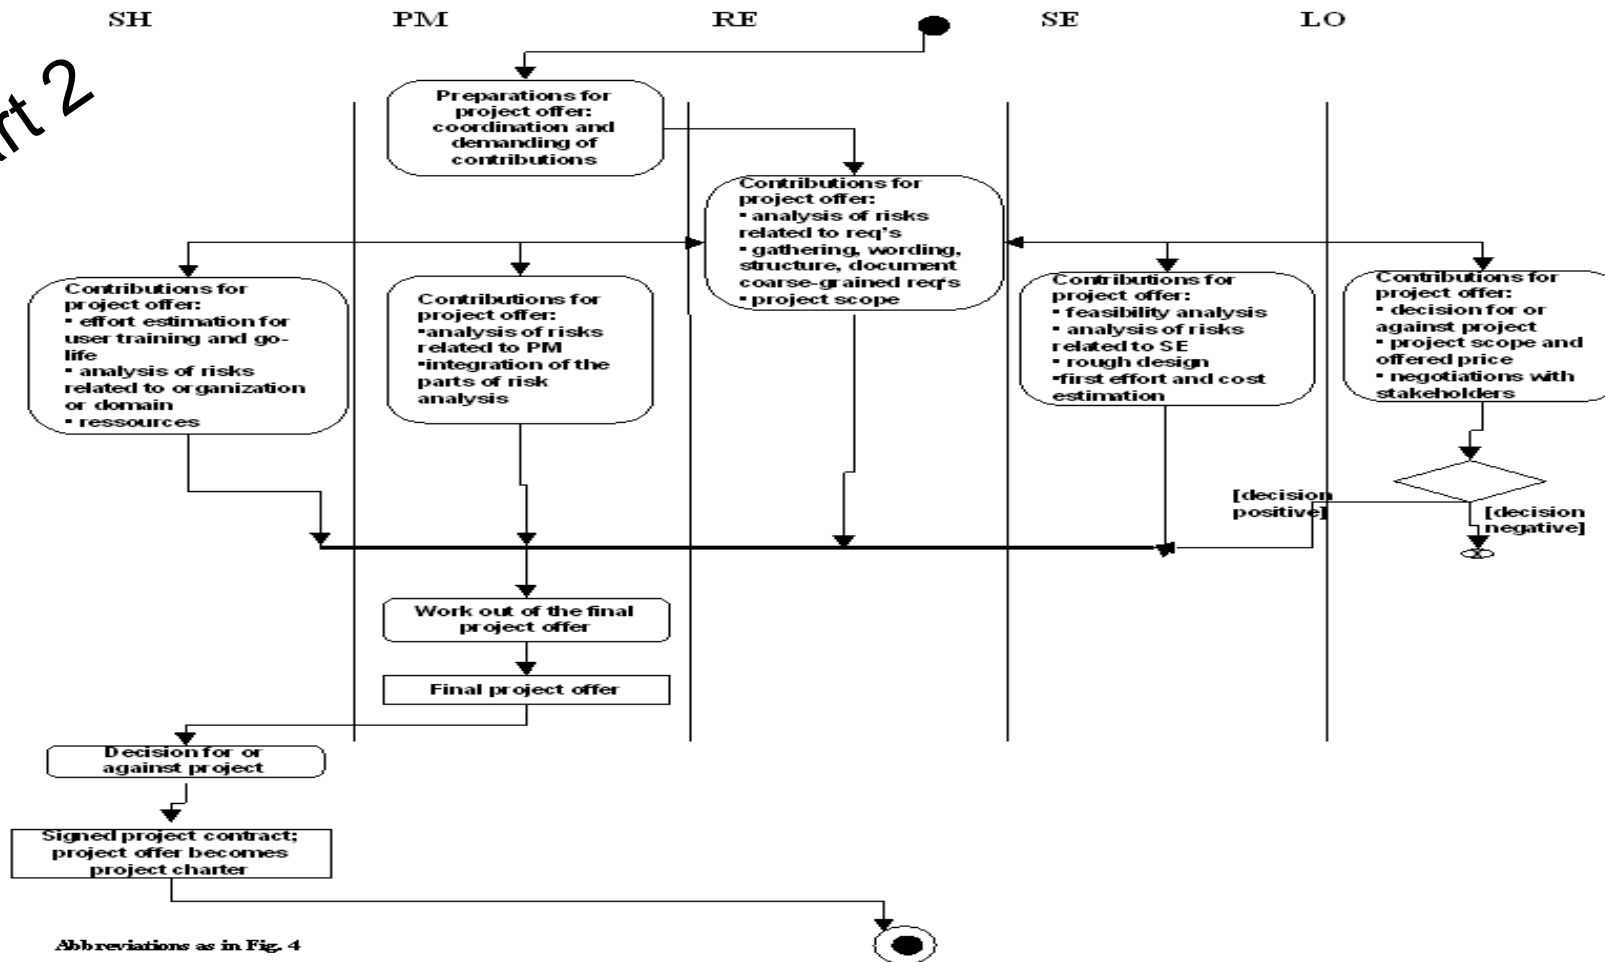 SH
PM
RE
SE
LO
2
Preparations for
project offer:
coordination and
demanding of
contributions
Contributions for
project offer:
▪ analysis of risks
related to req's
▪ gathering, wording,
structure, document
coarse-grained req's
▪ project scope
Contributions for
project offer:
▪ effort estimation for
user training and go-
life
▪ analysis of risks
related to organization
or domain
▪ ressources
Contributions for
project offer:
▪analysis of risks
related to PM
▪integration of the
parts of risk
analysis
Contributions for
project offer:
▪ feasibility analysis
▪ analysis of risks
related to SE
▪ rough design
▪first effort and cost
estimation
Contributions for
project offer:
▪ decision for or
against project
▪ project scope and
offered price
▪ negotiations with
stakeholders
[decision
positive]
[decision
negative]
Work out of the final
project offer
Final project offer
Decision for or
against project
Signed project contract;
project offer becomes
project charter
Abbreviations as in Fig. 4